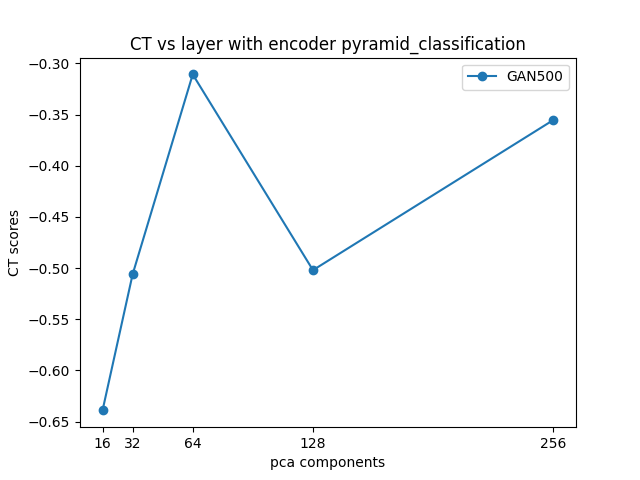 CT vs layer with encoder pyramid_classification
GAN500
CT scores
−0.30
−0.35
−0.40
−0.45
−0.50
−0.55
−0.60
−0.65
16 32 64 128 256
pca components